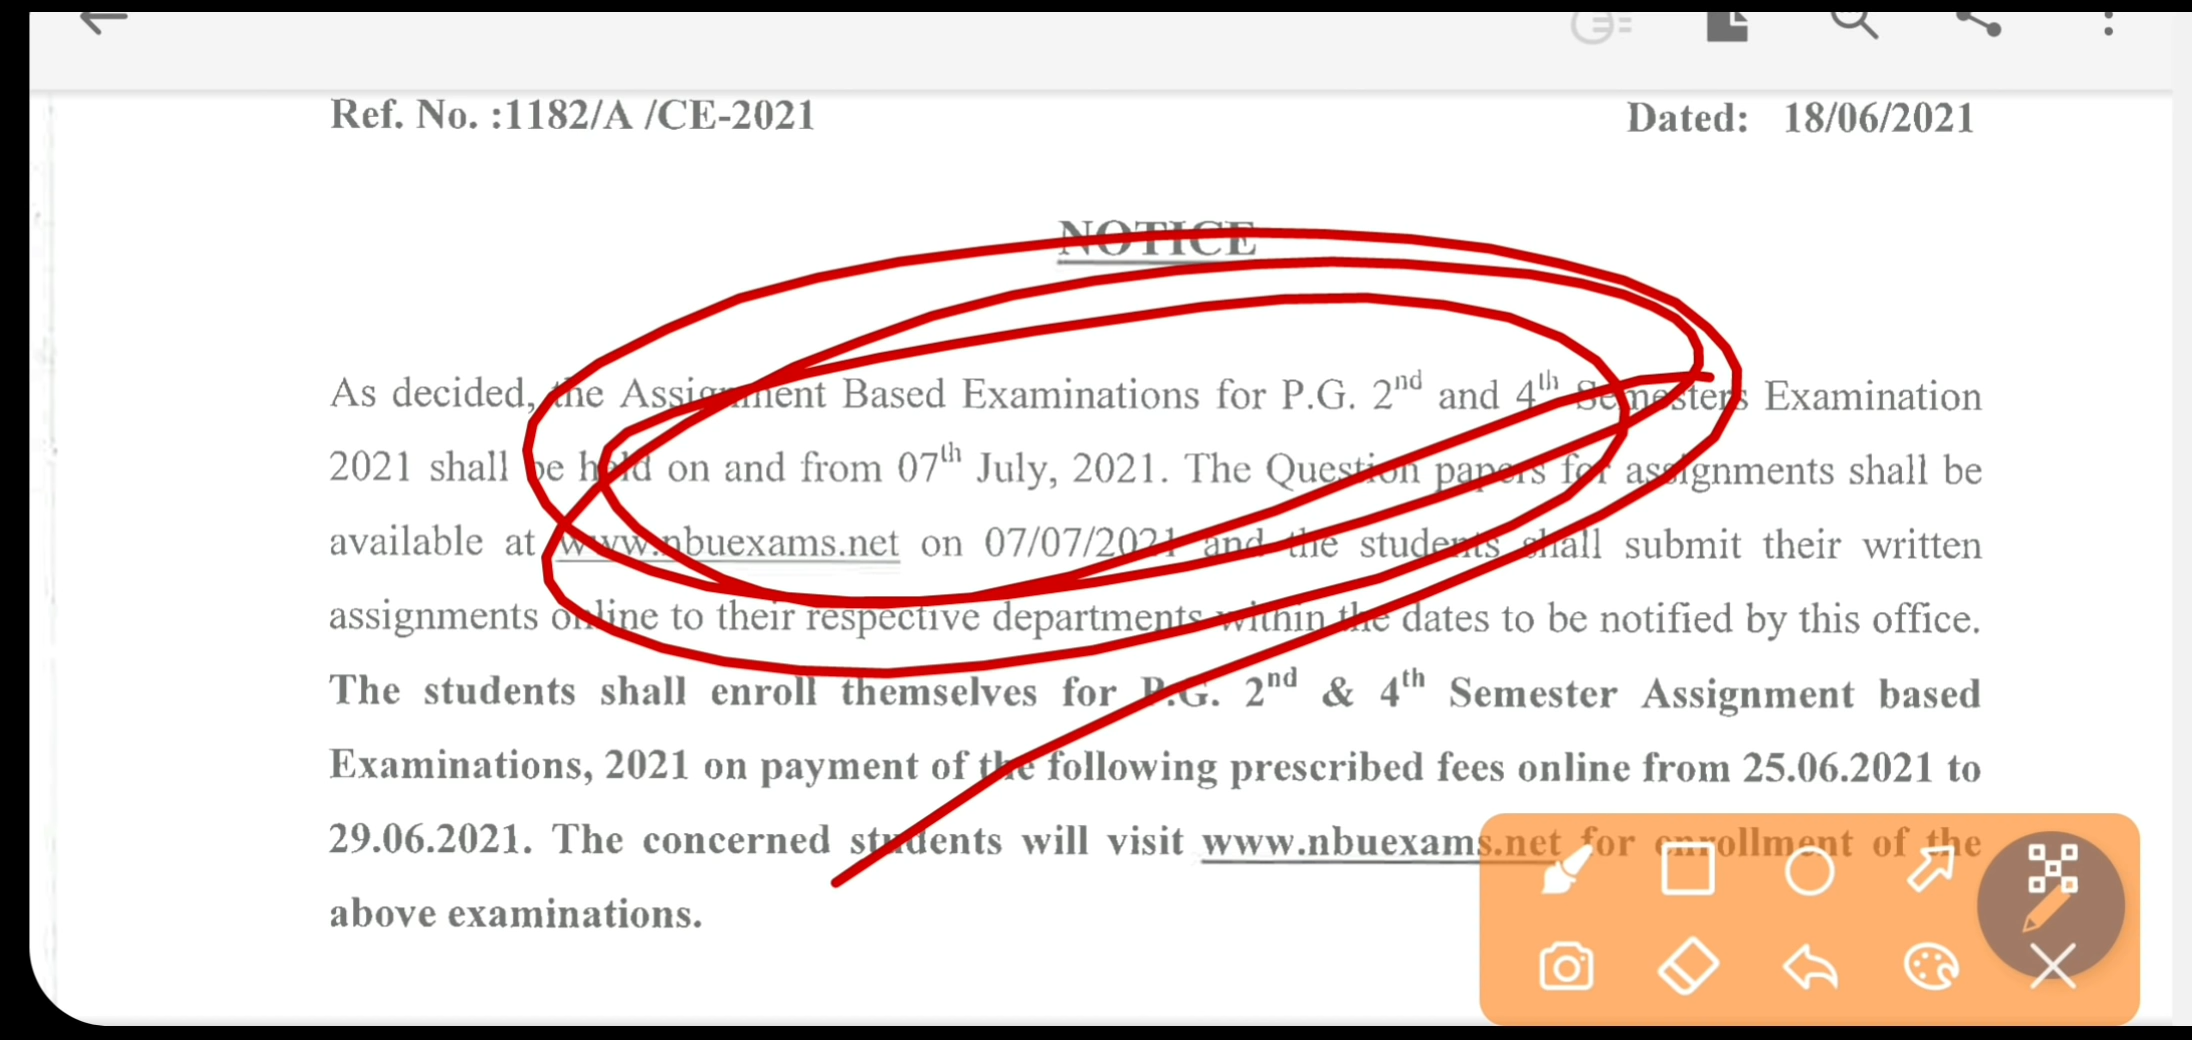 Ref. No. :1182/A /CE-2021
Dated: 18/06/2021
NOTICE
As decided, the Assignment Based Examinations for P.G. 2nd and 4th Semesters Examination
2021 shall be held on and from 07th July, 2021. The Question papers for assignments shall be
available at www.nbuexams.net on 07/07/2021 and the students shall submit their written
assignments online to their respective departments within the dates to be notified by this office.
The students shall enroll themselves for P.G. 2nd & 4th Semester Assignment based
Examinations, 2021 on payment of the following prescribed fees online from 25.06.2021 to
29.06.2021. The concerned students will visit www.nbuexams.net for enrollment of the
above examinations.